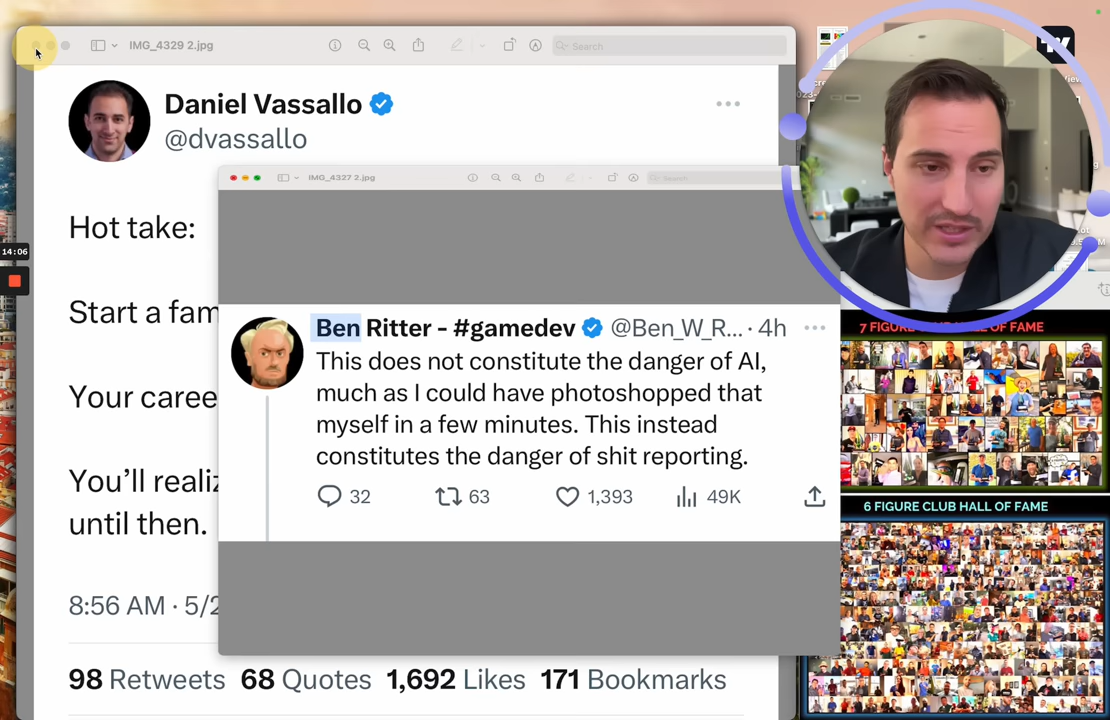 IMG_4329 2.jpg
Search
Daniel Vassallo
@dvassallo
Hot take:
Start a fam
Your caree
You’ll realiz
until then.
8:56 AM · 5/2
98 Retweets 68 Quotes 1,692 Likes 171 Bookmarks
14:06
IMG_4327 2.jpg
Search
Ben Ritter - #gamedev @Ben_W_R... · 4h
This does not constitute the danger of AI,
much as I could have photoshopped that
myself in a few minutes. This instead
constitutes the danger of shit reporting.
32 63 1,393 49K
7 FIGURE CLUB HALL OF FAME
6 FIGURE CLUB HALL OF FAME